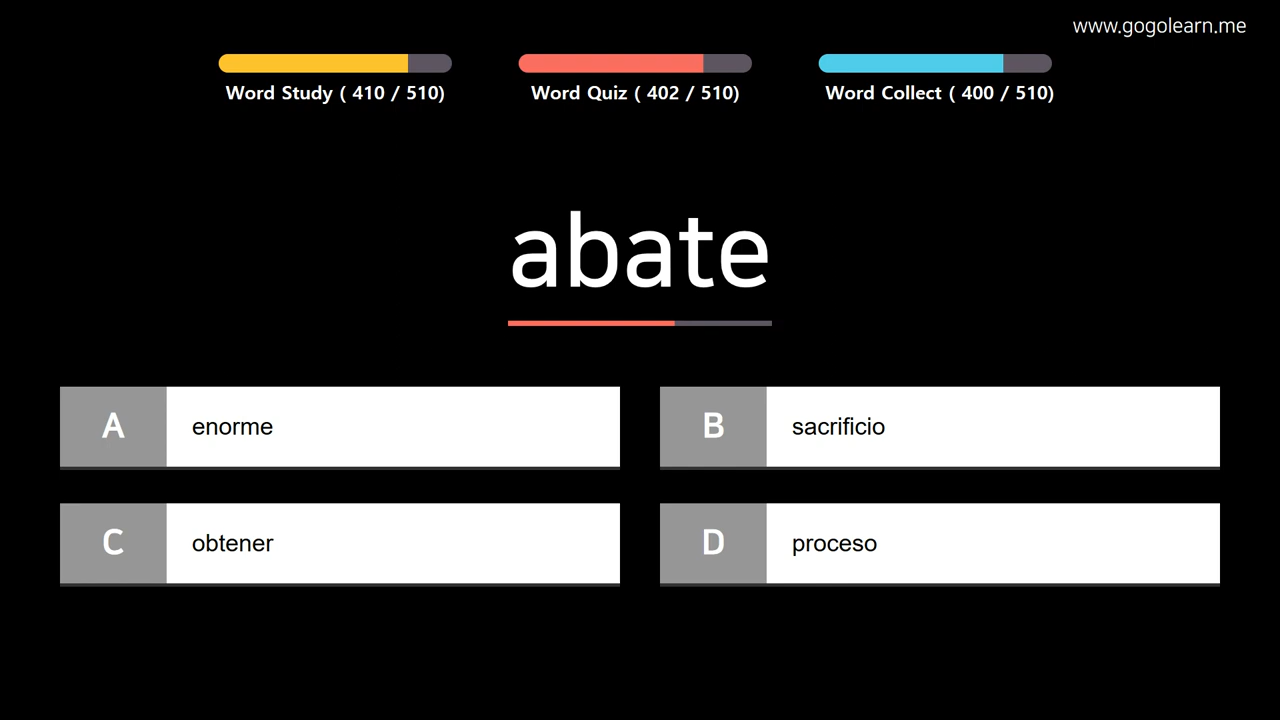 www.gogolearn.me
Word Study ( 410 / 510)
Word Quiz ( 402 / 510)
Word Collect ( 400 / 510)
abate
A enorme
B sacrificio
C obtener
D proceso